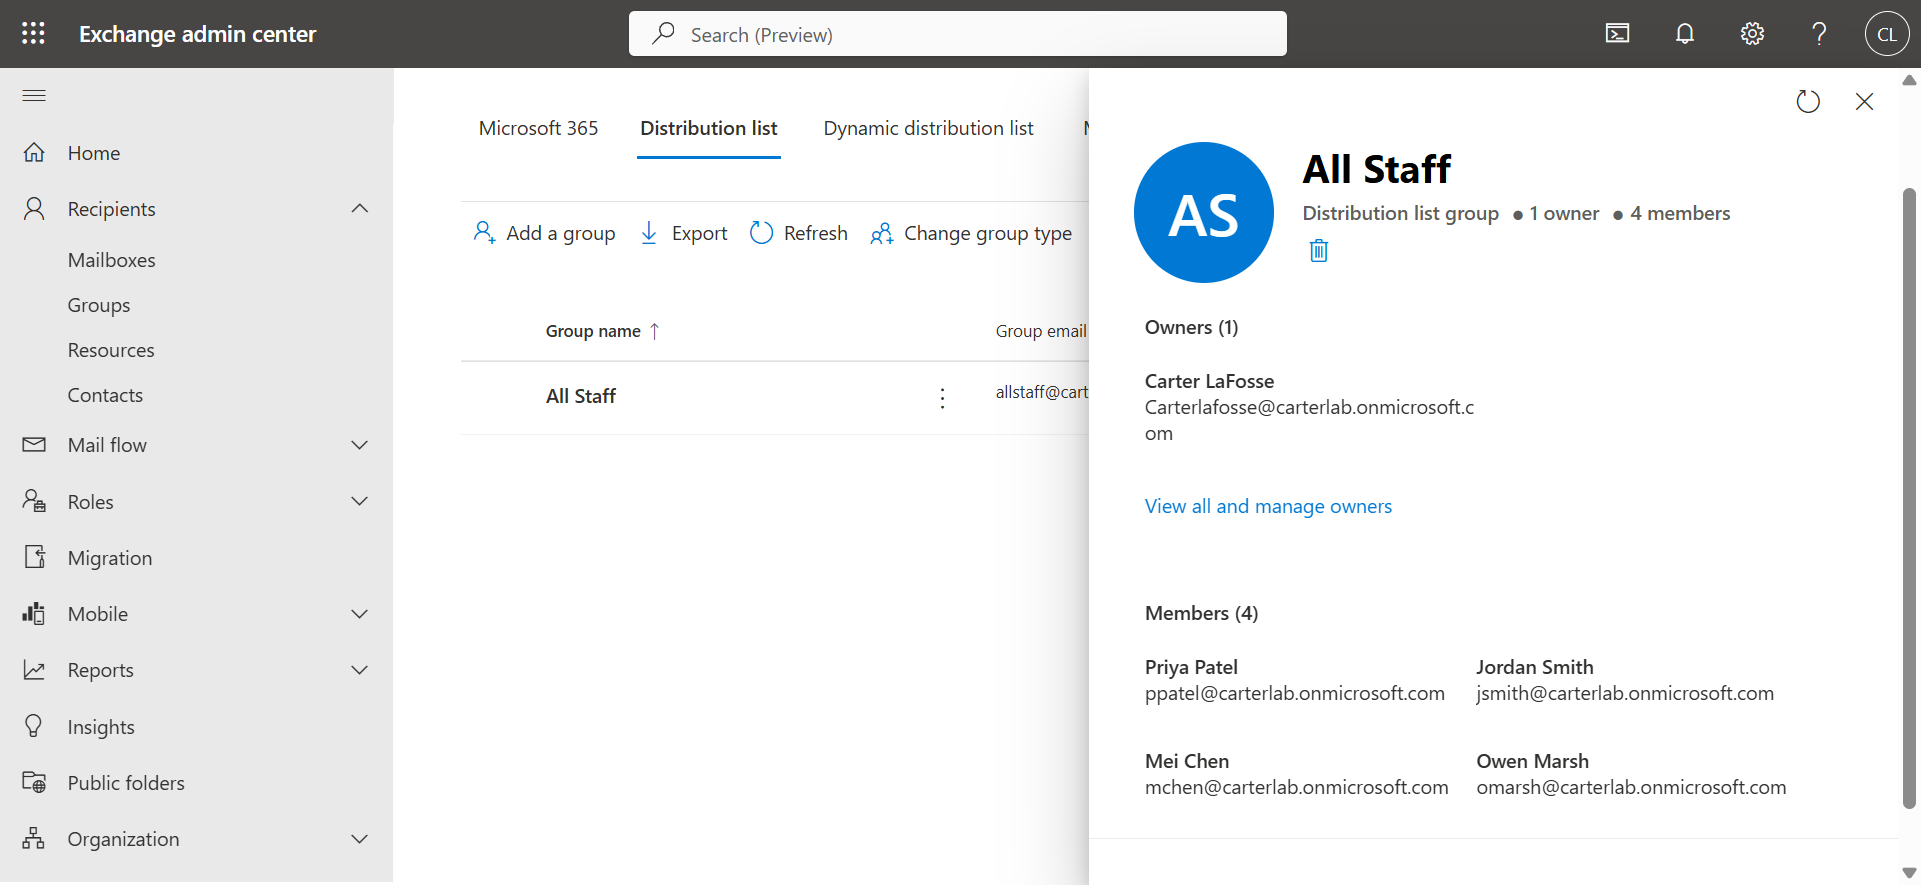 Exchange admin center
Search (Preview)
CL
Home
Recipients
Mailboxes
Groups
Resources
Contacts
Mail flow
Roles
Migration
Mobile
Reports
Insights
Public folders
Organization
Microsoft 365
Distribution list
Dynamic distribution list
Add a group
Export
Refresh
Change group type
Group name
Group email
All Staff
allstaff@cart
AS
All Staff
Distribution list group ● 1 owner ● 4 members
Owners (1)
Carter LaFosse
Carterlafosse@carterlab.onmicrosoft.c
om
View all and manage owners
Members (4)
Priya Patel
ppatel@carterlab.onmicrosoft.com
Jordan Smith
jsmith@carterlab.onmicrosoft.com
Mei Chen
mchen@carterlab.onmicrosoft.com
Owen Marsh
omarsh@carterlab.onmicrosoft.com